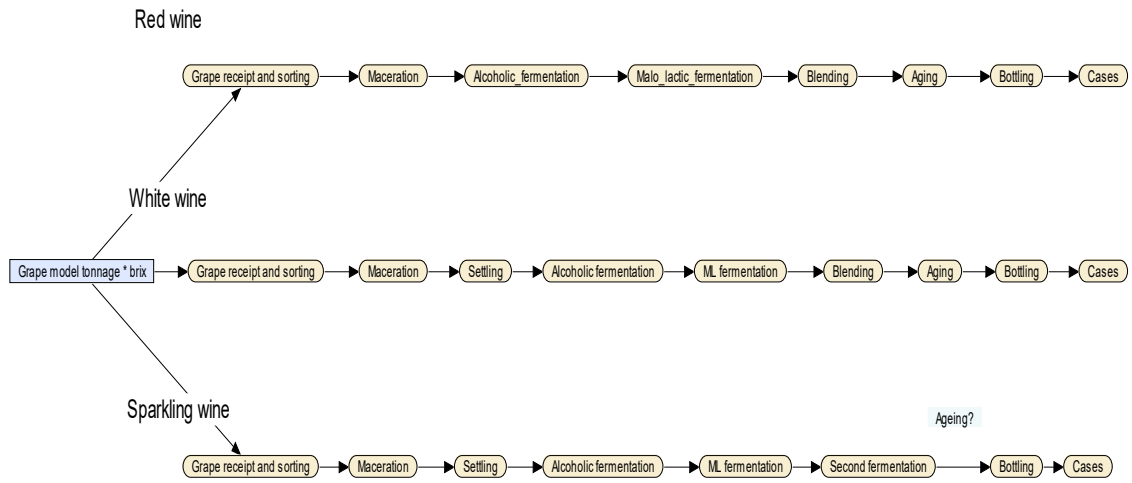 Red wine
Grape receipt and sorting Maceration Alcoholic_fermentation Malo_lactic_fermentation Blending Aging Bottling Cases
White wine
Grape model tonnage * brix Grape receipt and sorting Maceration Settling Alcoholic fermentation ML fermentation Blending Aging Bottling Cases
Sparkling wine
Ageing?
Grape receipt and sorting Maceration Settling Alcoholic fermentation ML fermentation Second fermentation Bottling Cases